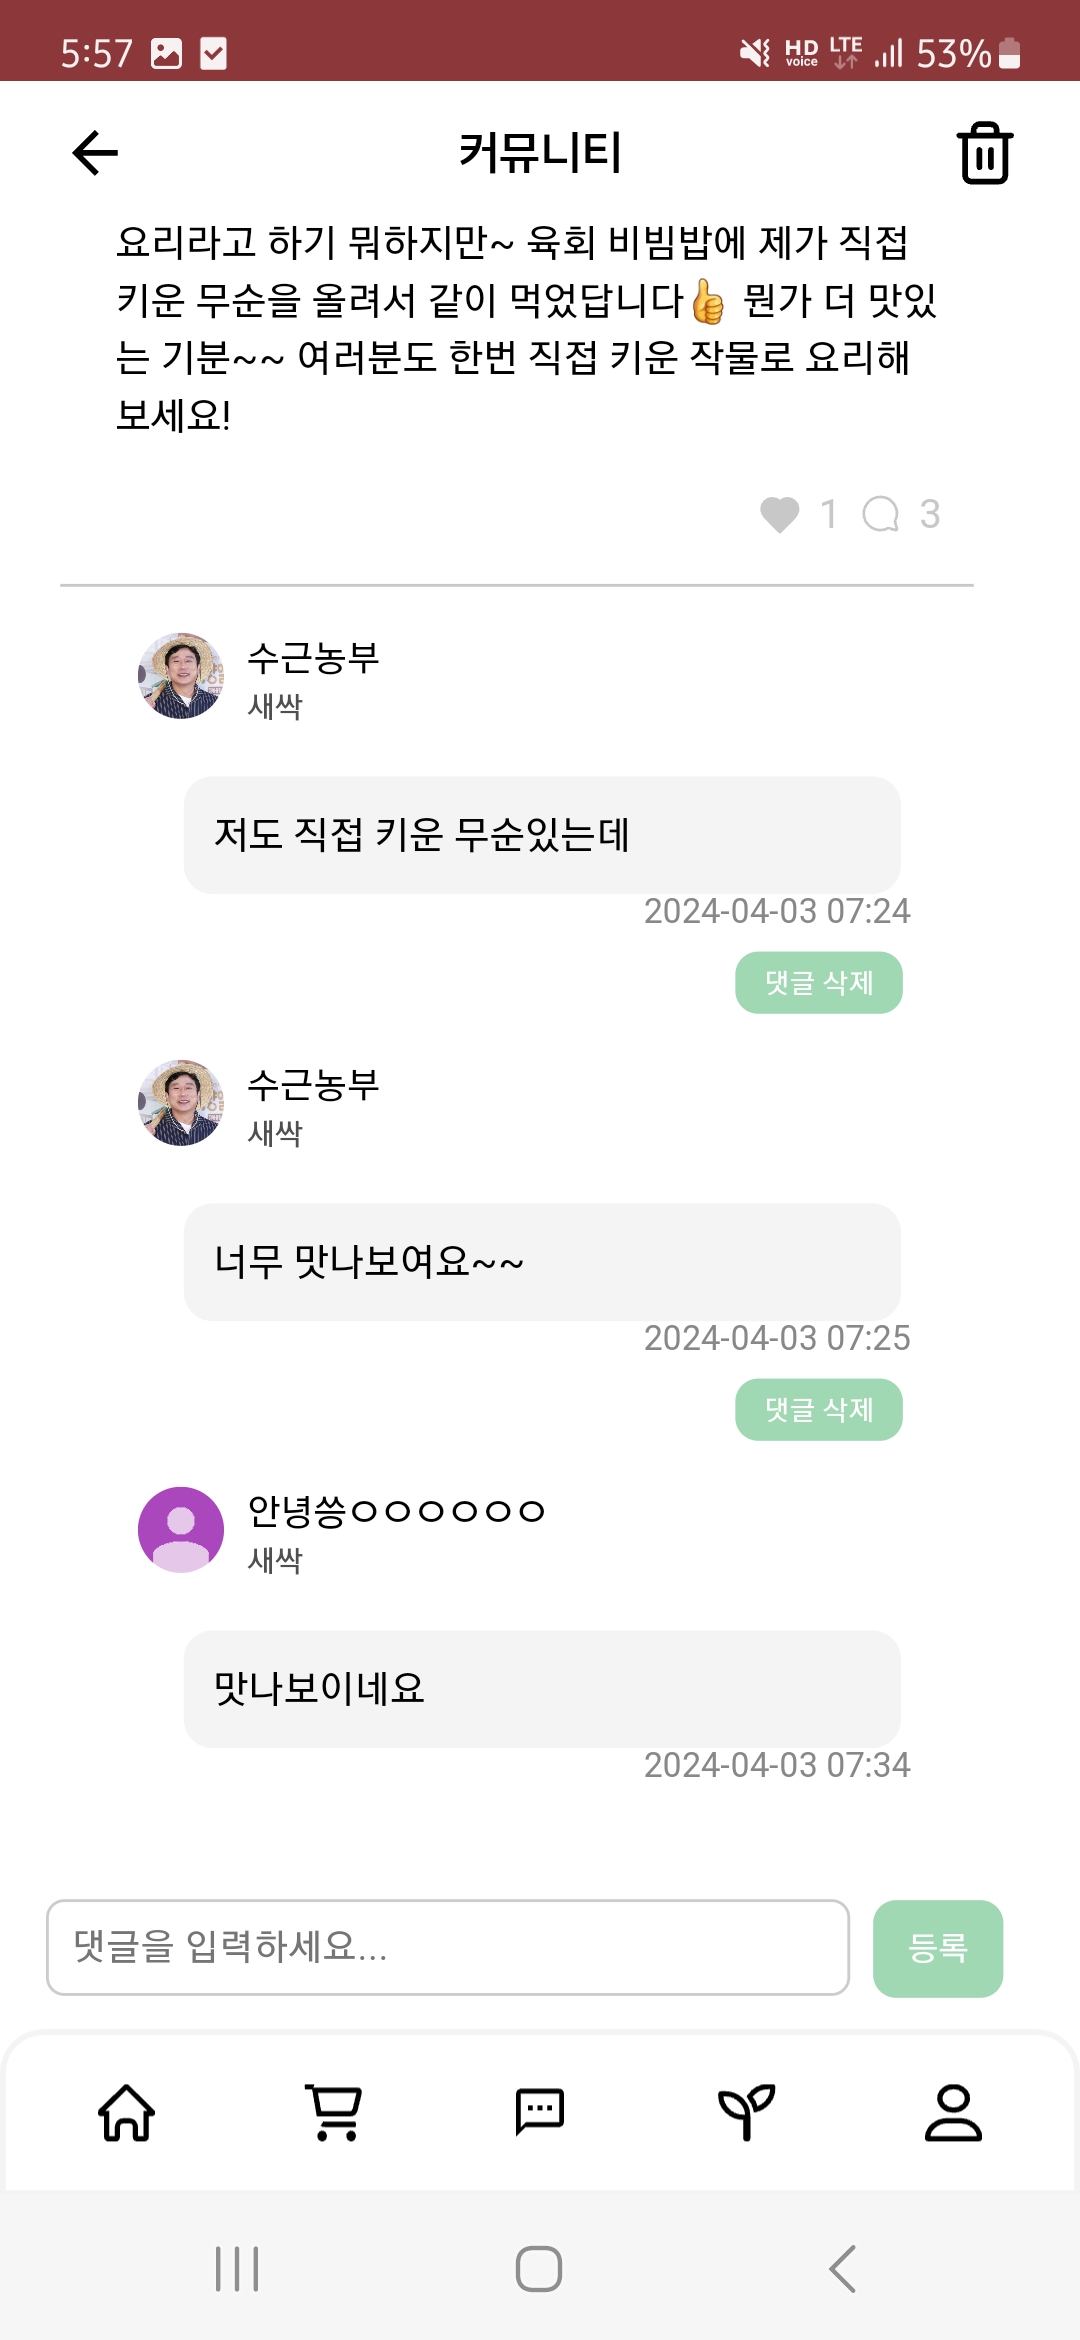 5:57
HD voice LTE 53%
커뮤니티
요리라고 하기 뭐하지만~ 육회 비빔밥에 제가 직접
키운 무순을 올려서 같이 먹었답니다👍 뭔가 더 맛있
는 기분~~ 여러분도 한번 직접 키운 작물로 요리해
보세요!
1 3
수근농부
새싹
저도 직접 키운 무순있는데
2024-04-03 07:24
댓글 삭제
수근농부
새싹
너무 맛나보여요~~
2024-04-03 07:25
댓글 삭제
안녕쓩ㅇㅇㅇㅇㅇㅇ
새싹
맛나보이네요
2024-04-03 07:34
댓글을 입력하세요...
등록